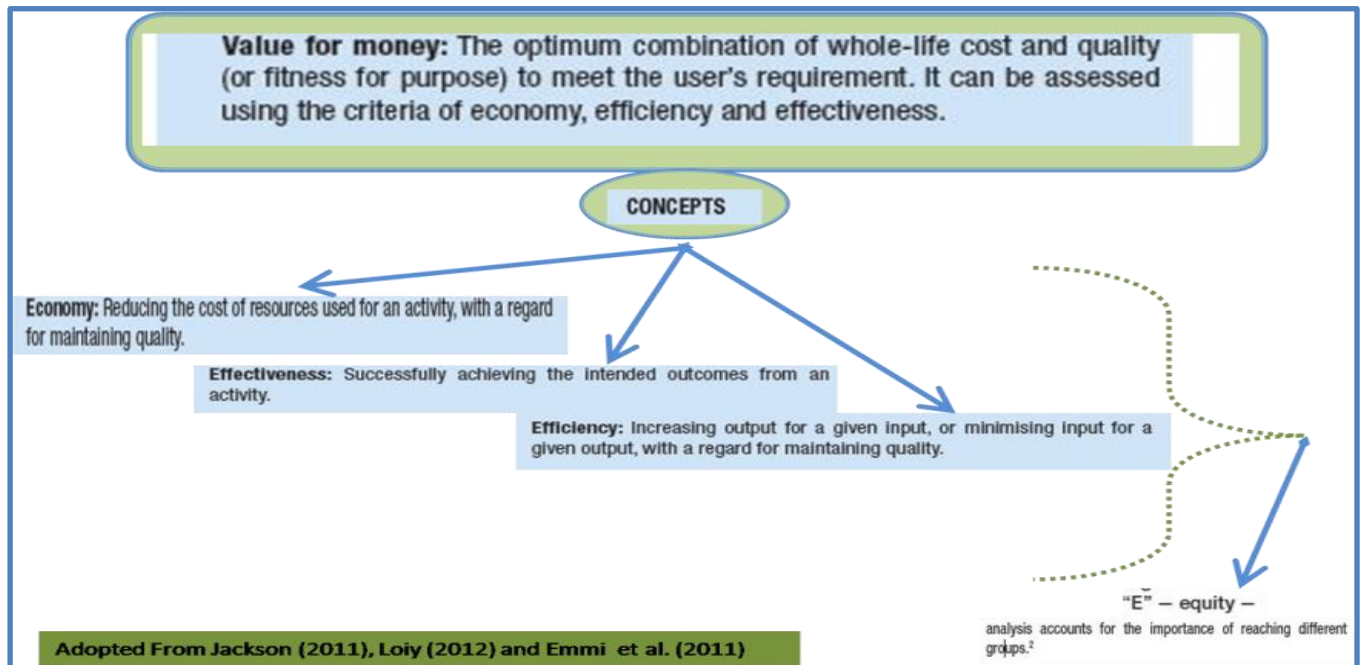 Value for money: The optimum combination of whole-life cost and quality
(or fitness for purpose) to meet the user's requirement. It can be assessed
using the criteria of economy, efficiency and effectiveness.
CONCEPTS
Economy: Reducing the cost of resources used for an activity, with a regard
for maintaining quality.
Effectiveness: Successfully achieving the intended outcomes from an
activity.
Efficiency: Increasing output for a given input, or minimising input for a
given output, with a regard for maintaining quality.
“E” – equity –
analysis accounts for the importance of reaching different
groups.²
Adopted From Jackson (2011), Loiy (2012) and Emmi et al. (2011)